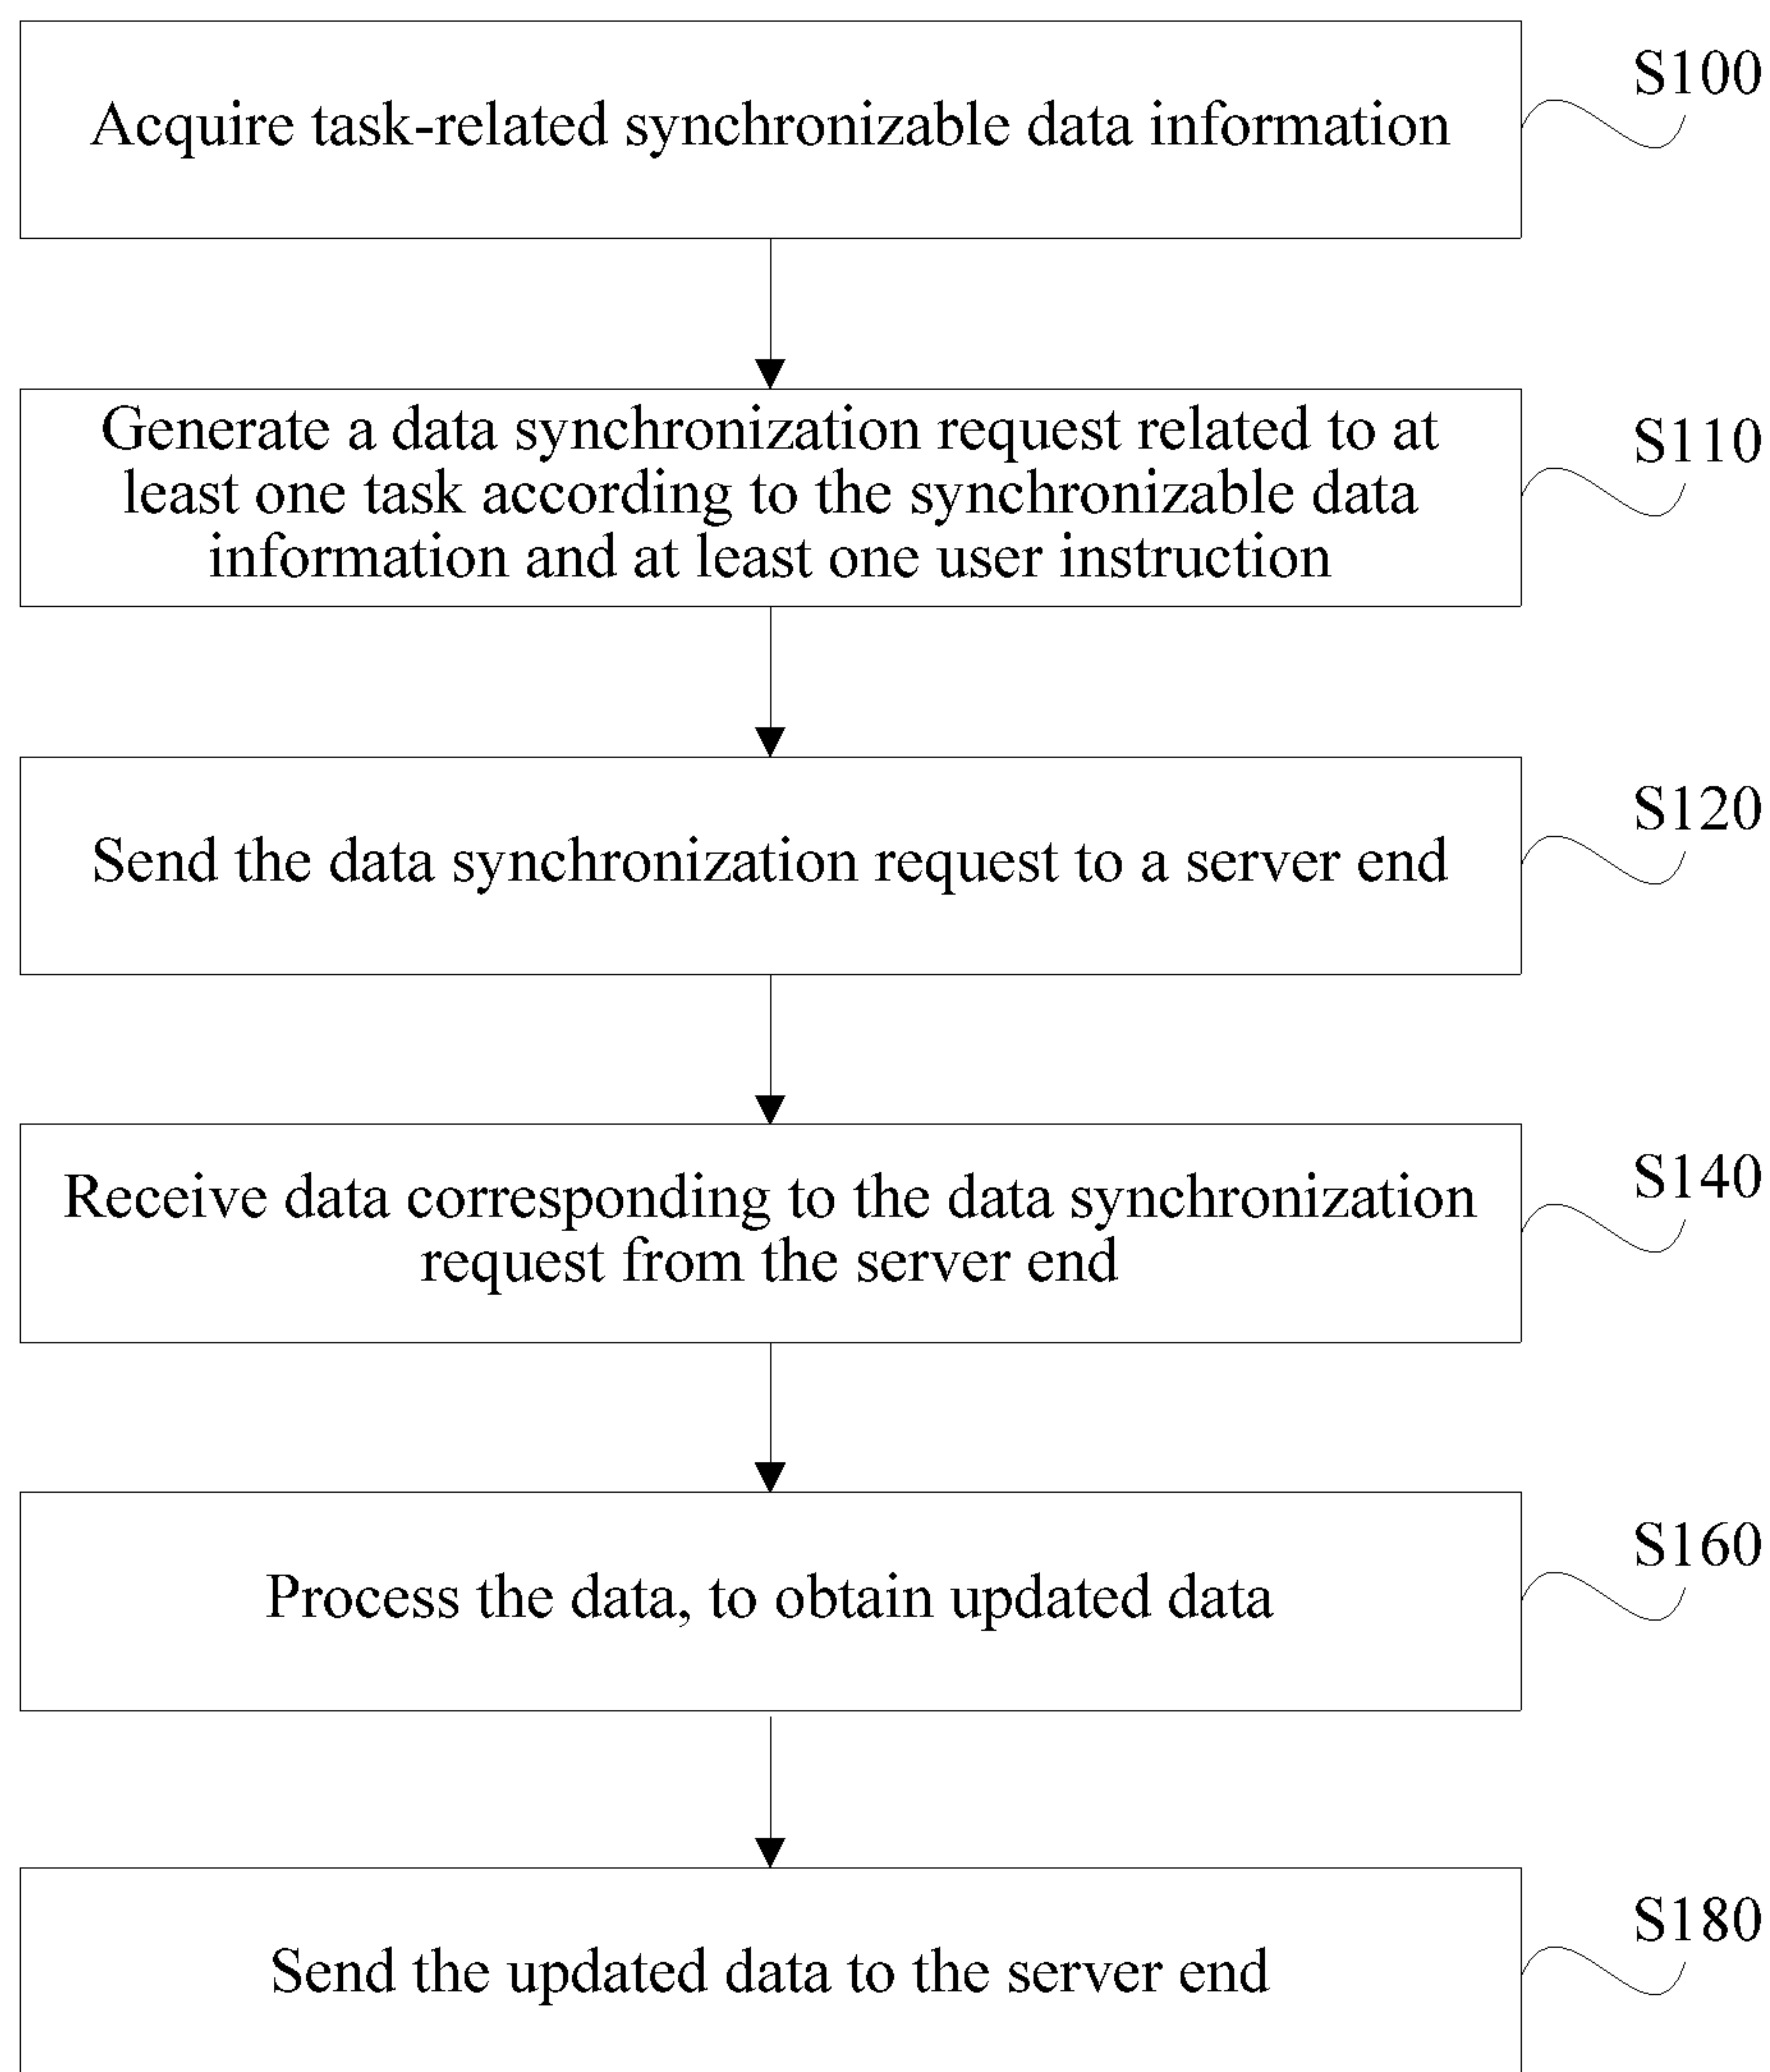 S100
Acquire task-related synchronizable data information
S110
Generate a data synchronization request related to at
least one task according to the synchronizable data
information and at least one user instruction
S120
Send the data synchronization request to a server end
S140
Receive data corresponding to the data synchronization
request from the server end
S160
Process the data, to obtain updated data
S180
Send the updated data to the server end